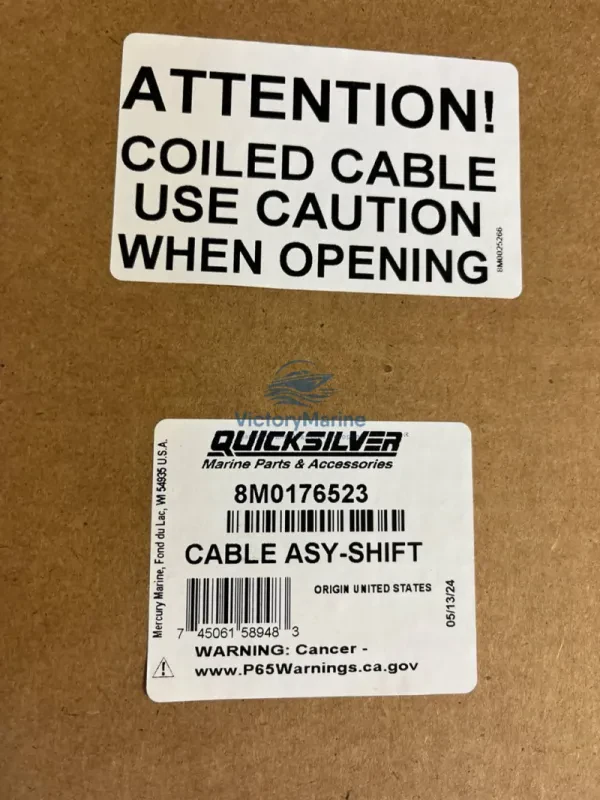 ATTENTION!
COILED CABLE
USE CAUTION
WHEN OPENING
8M0025266
VictoryMarine
QUICKSILVER
Marine Parts & Accessories
8M0176523
CABLE ASY-SHIFT
ORIGIN UNITED STATES
7 45061 58948 3
WARNING: Cancer -
www.P65Warnings.ca.gov
Mercury Marine, Fond du Lac, WI 54935 U.S.A.
05/13/24